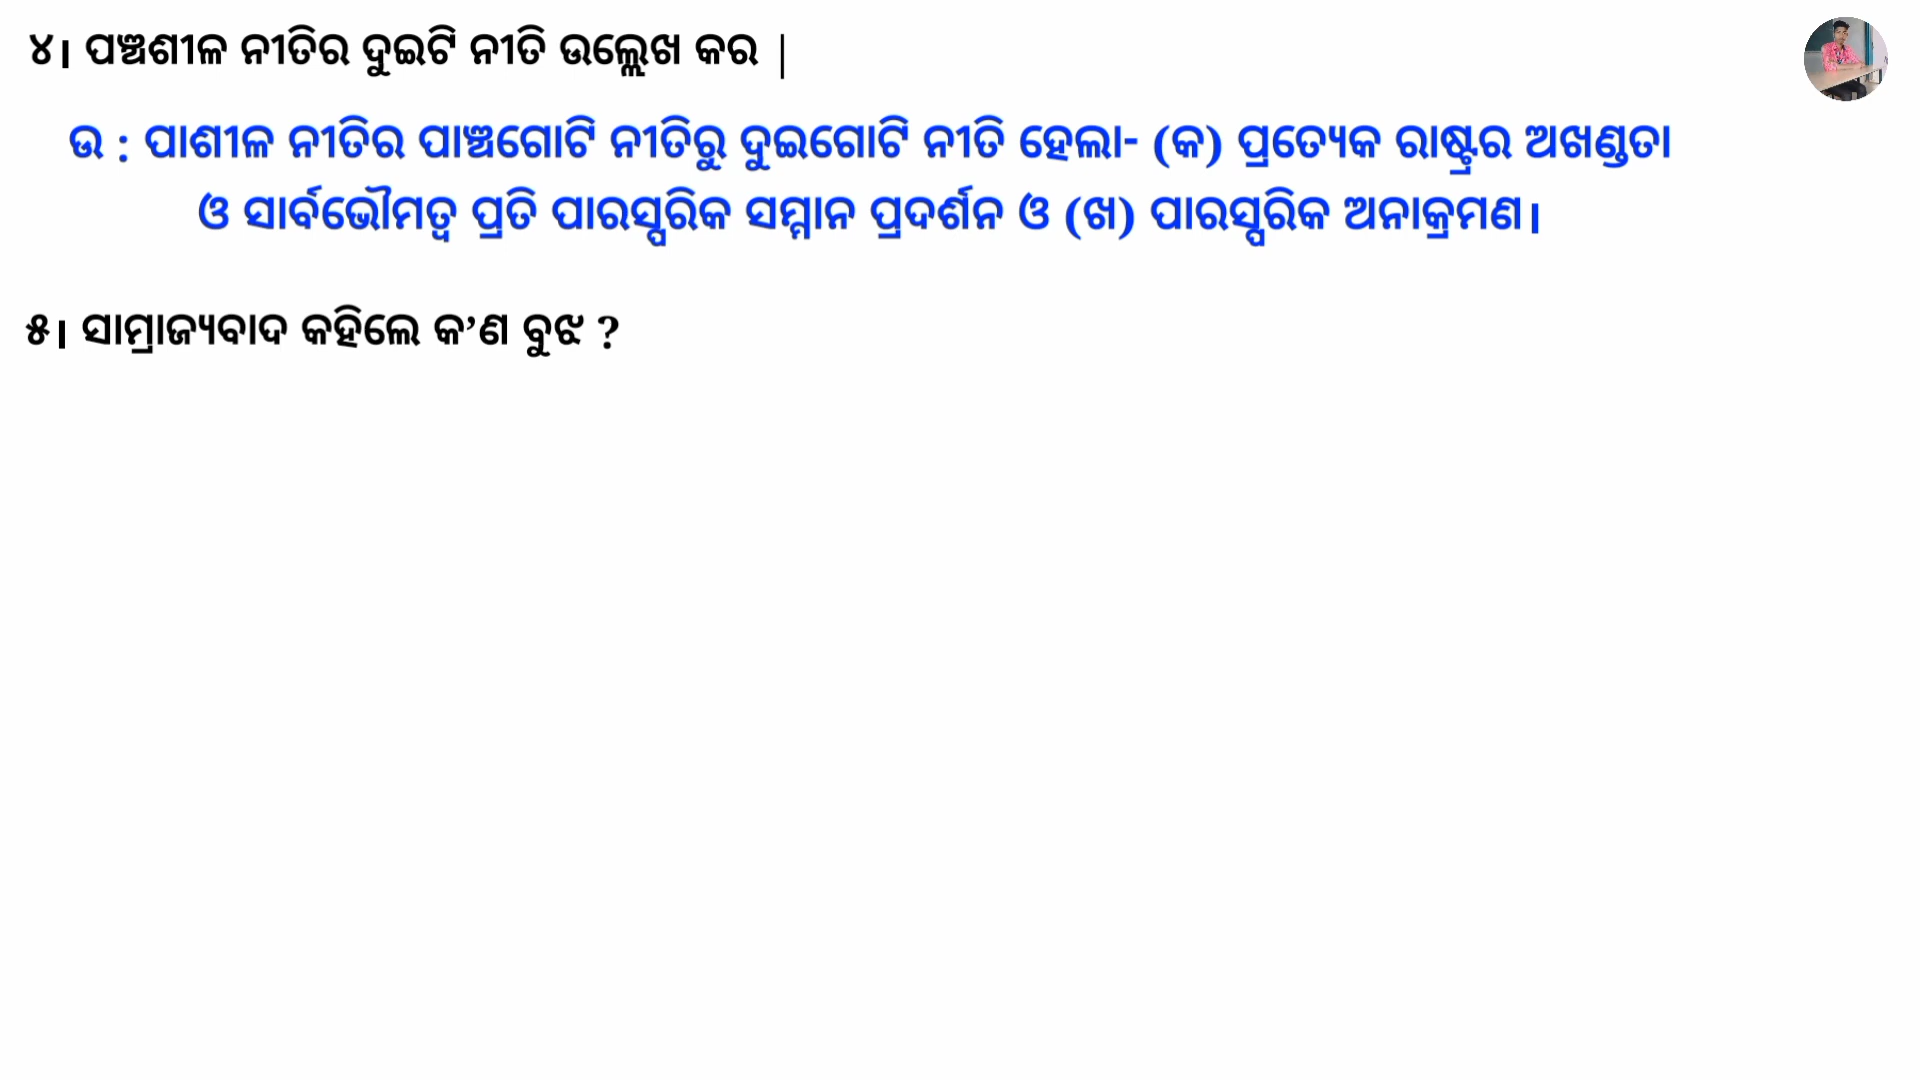 ୪। ପଞ୍ଚଶୀଳ ନୀତିର ଦୁଇଟି ନୀତି ଉଲ୍ଲେଖ କର |
ଉ : ପାଶୀଳ ନୀତିର ପାଞ୍ଚଗୋଟି ନୀତିରୁ ଦୁଇଗୋଟି ନୀତି ହେଲା- (କ) ପ୍ରତ୍ୟେକ ରାଷ୍ଟ୍ରର ଅଖଣ୍ଡତା
ଓ ସାର୍ବଭୌମତ୍ୱ ପ୍ରତି ପାରସ୍ପରିକ ସମ୍ମାନ ପ୍ରଦର୍ଶନ ଓ (ଖ) ପାରସ୍ପରିକ ଅନାକ୍ରମଣ।
୫। ସାମ୍ରାଜ୍ୟବାଦ କହିଲେ କ’ଣ ବୁଝ ?